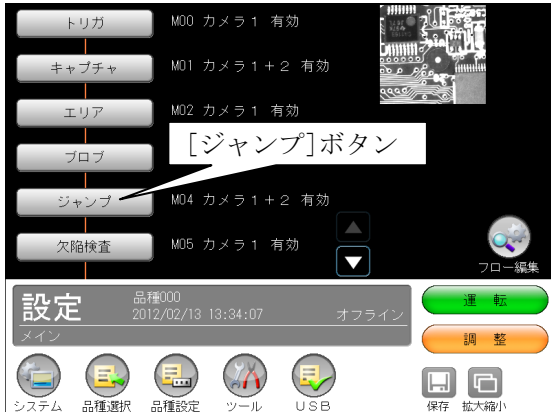 トリガ M00 カメラ1 有効
キャプチャ M01 カメラ1+2 有効
エリア M02 カメラ1 有効
ブロブ [ジャンプ]ボタン
ジャンプ M04 カメラ1+2 有効
欠陥検査 M05 カメラ1 有効
フロー編集
設定 品種000
2012/02/13 13:34:07 オフライン
メイン
運 転
調 整
システム 品種選択 品種設定 ツール USB 保存 拡大縮小